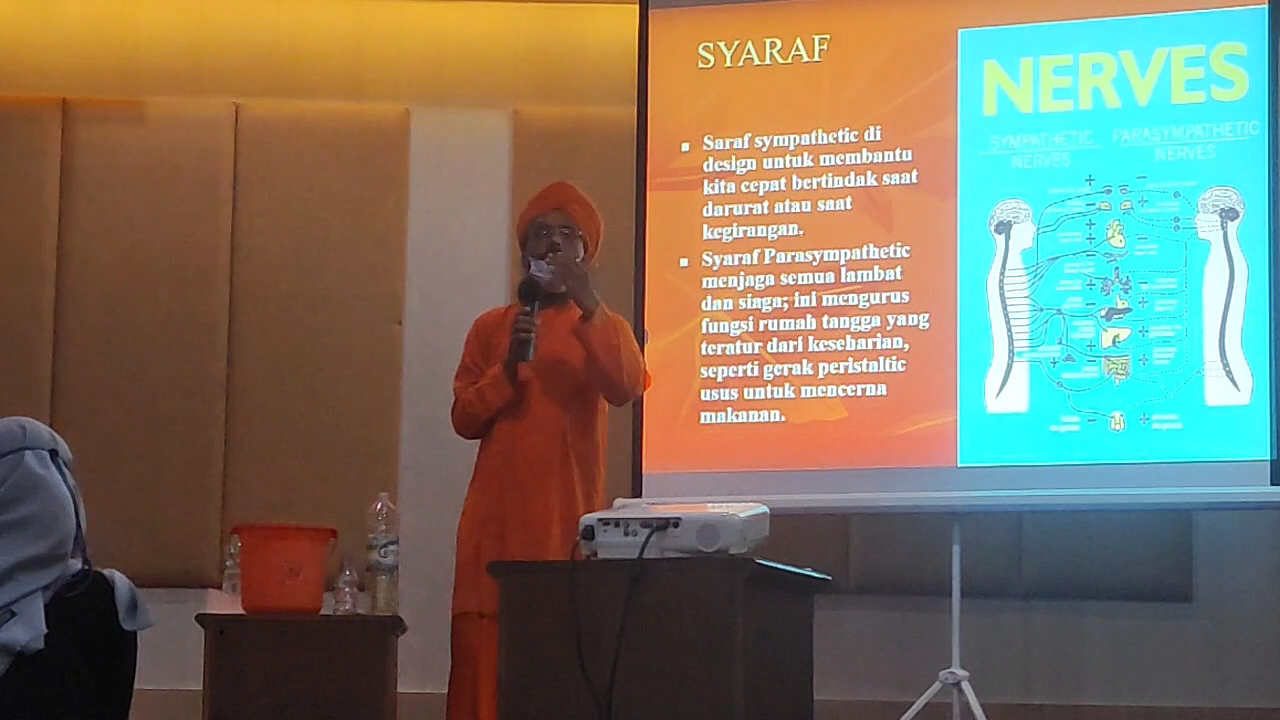 SYARAF
Saraf sympathetic di
design untuk membantu
kita cepat bertindak saat
darurat atau saat
kegirangan.
Syaraf Parasympathetic
menjaga semua lambat
dan siaga; ini mengurus
fungsi rumah tangga yang
teratur dari keseharian,
seperti gerak peristaltic
usus untuk mencerna
makanan.
NERVES
SYMPATHETIC
NERVES
PARASYMPATHETIC
NERVES